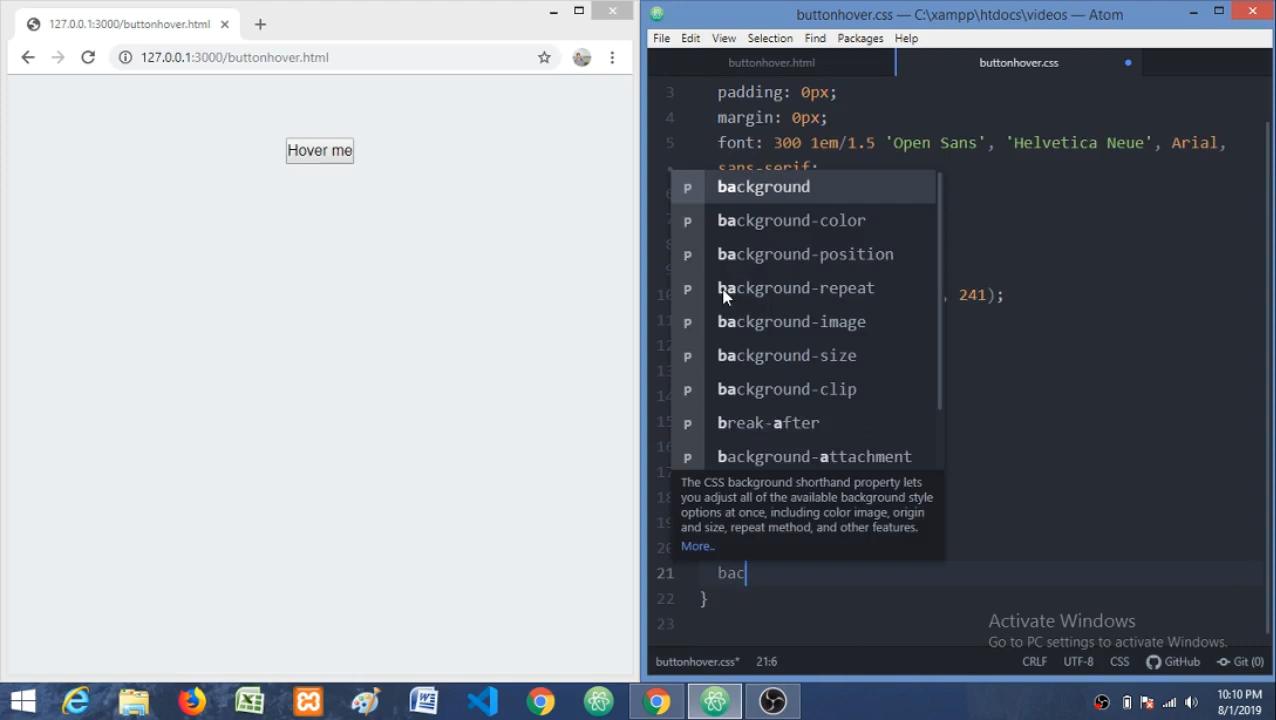 127.0.0.1:3000/buttonhover.html
127.0.0.1:3000/buttonhover.html
Hover me
buttonhover.css — C:\xampp\htdocs\videos — Atom
File Edit View Selection Find Packages Help
buttonhover.html buttonhover.css
3 padding: 0px;
4 margin: 0px;
5 font: 300 1em/1.5 'Open Sans', 'Helvetica Neue', Arial,
sans-serif;
p background
p background-color
p background-position
p background-repeat
10 , 241);
p background-image
p background-size
p background-clip
p break-after
p background-attachment
The CSS background shorthand property lets
you adjust all of the available background style
options at once, including color image, origin
and size, repeat method, and other features.
More..
21 bac
22 }
23
Activate Windows
Go to PC settings to activate Windows.
buttonhover.css* 21:6 CRLF UTF-8 CSS GitHub Git (0)
10:10 PM
8/1/2019